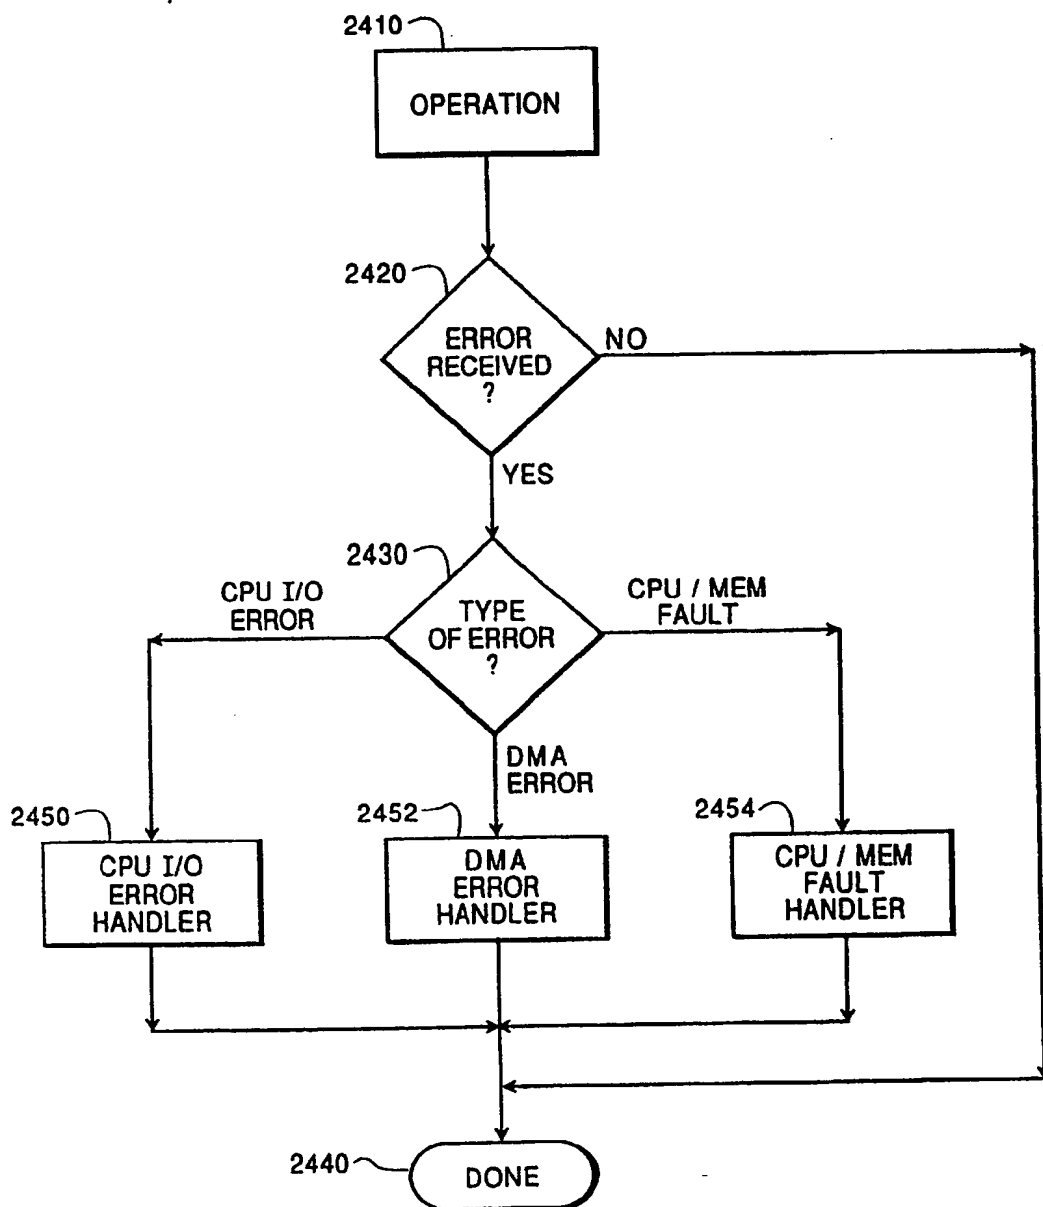 2410
OPERATION
2420
ERROR
RECEIVED
?
NO
YES
2430
TYPE
OF ERROR
?
CPU I/O
ERROR
CPU / MEM
FAULT
DMA
ERROR
2450
CPU I/O
ERROR
HANDLER
2452
DMA
ERROR
HANDLER
2454
CPU / MEM
FAULT
HANDLER
2440
DONE